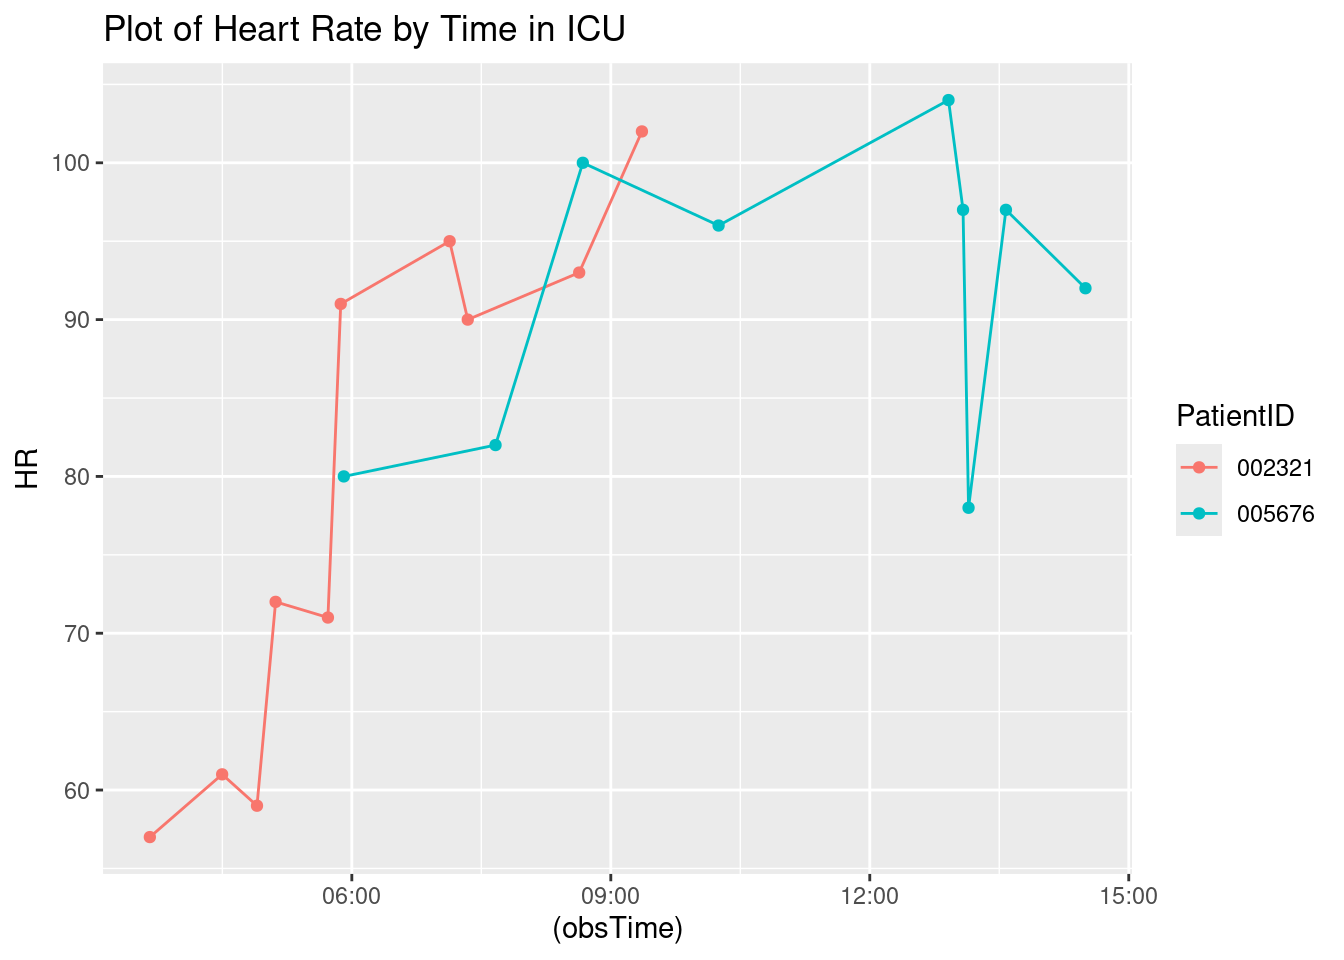 Plot of Heart Rate by Time in ICU
HR
100
90
80
70
60
06:00 09:00 12:00 15:00
(obsTime)
PatientID
002321
005676